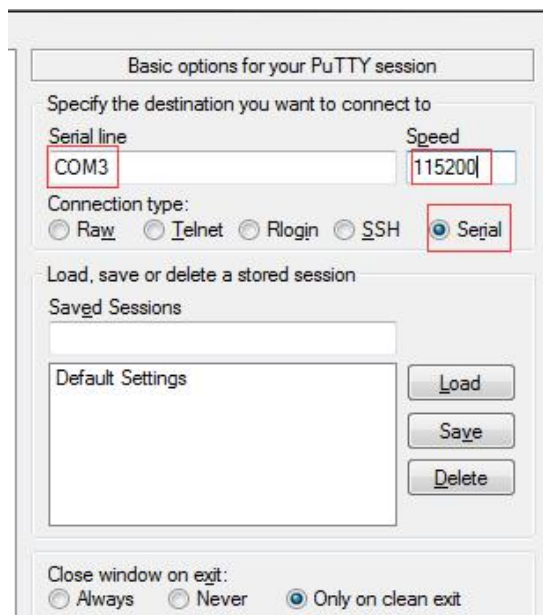 Basic options for your PuTTY session
Specify the destination you want to connect to
Serial line Speed
COM3 115200
Connection type:
Raw Telnet Rlogin SSH Serial
Load, save or delete a stored session
Saved Sessions
Default Settings
Load
Save
Delete
Close window on exit:
Always Never Only on clean exit